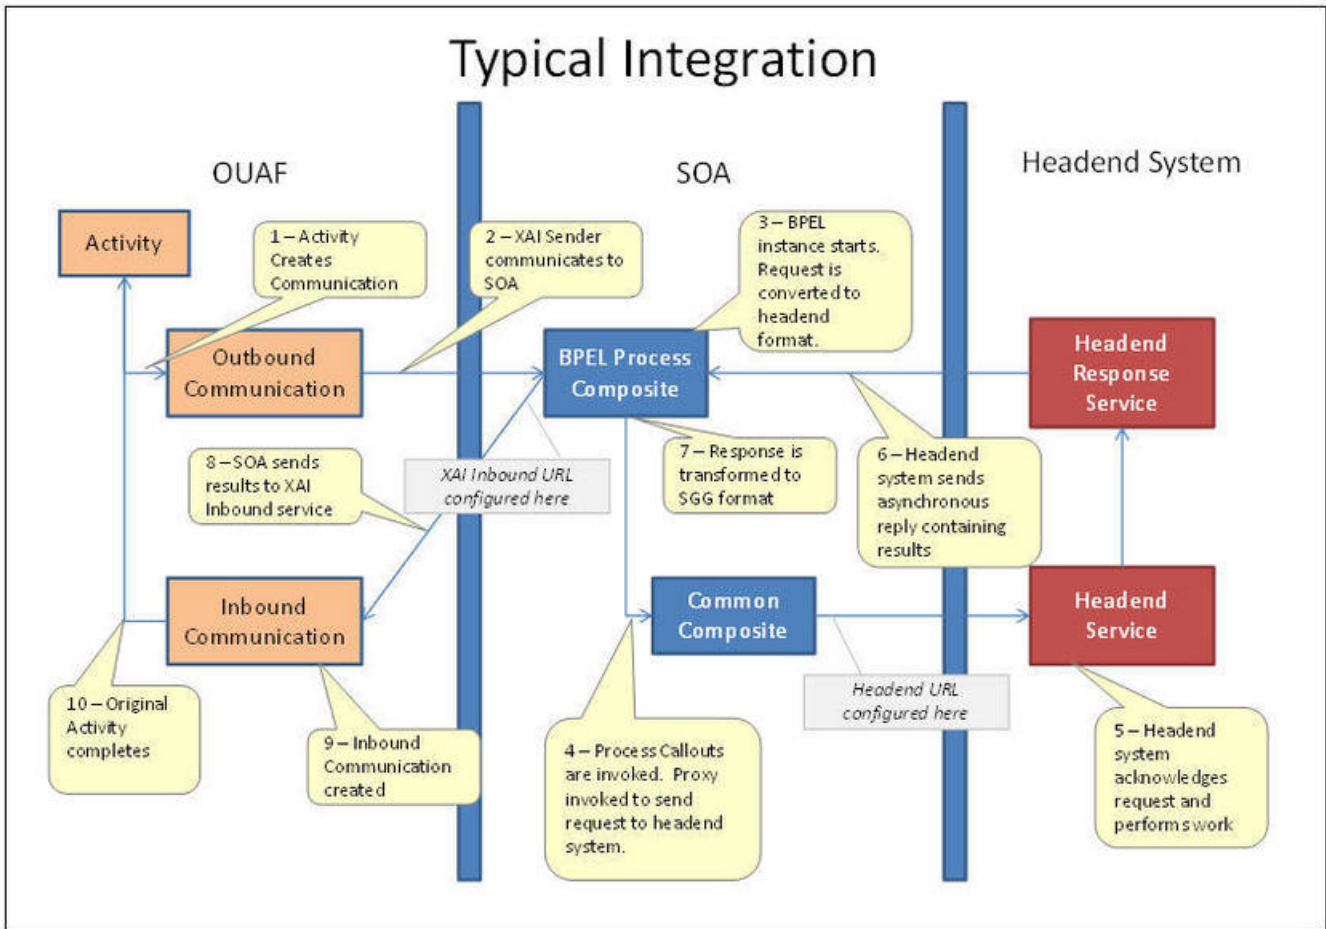 Typical Integration
OUAF
SOA
Headend System
Activity
1 – Activity
Creates
Communication
2 – XAI Sender
communicates to
SOA
3 – BPEL
instance starts.
Request is
converted to
headend
format.
Outbound
Communication
BPEL Process
Composite
Headend
Response
Service
8 – SOA sends
results to XAI
Inbound service
XAI Inbound URL
configured here
7 – Response is
transformed to
SGG format
6 – Headend
system sends
asynchronous
reply containing
results
Inbound
Communication
Common
Composite
Headend
Service
10 – Original
Activity
completes
9 – Inbound
Communication
created
4 – Process Callouts
are invoked.  Proxy
invoked to send
request to headend
system.
Headend URL
configured here
5 – Headend
system
acknowledges
request and
performs work